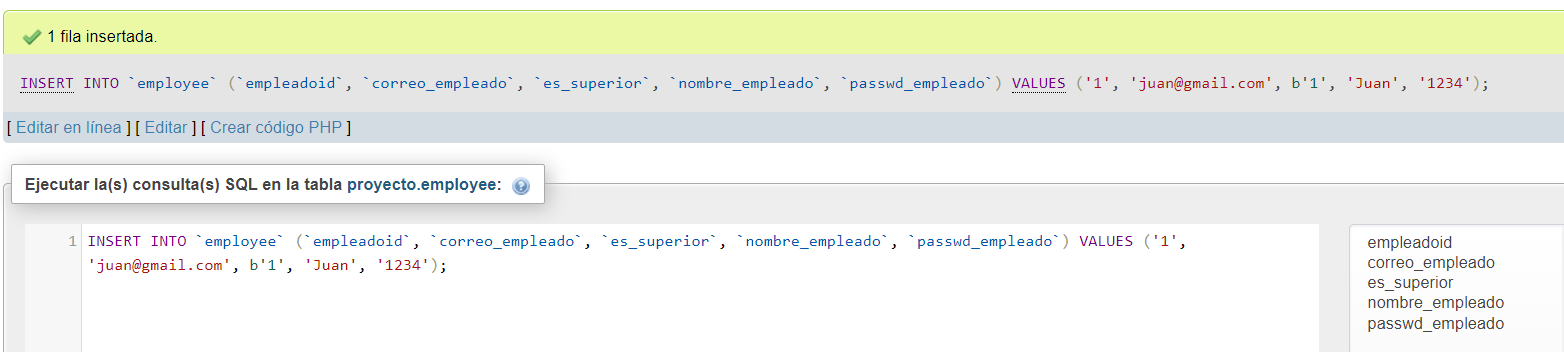 1 fila insertada.
INSERT INTO `employee` (`empleadoid`, `correo_empleado`, `es_superior`, `nombre_empleado`, `passwd_empleado`) VALUES ('1', 'juan@gmail.com', b'1', 'Juan', '1234');
[ Editar en línea ] [ Editar ] [ Crear código PHP ]
Ejecutar la(s) consulta(s) SQL en la tabla proyecto.employee:
1 INSERT INTO `employee` (`empleadoid`, `correo_empleado`, `es_superior`, `nombre_empleado`, `passwd_empleado`) VALUES ('1',
'juan@gmail.com', b'1', 'Juan', '1234');
empleadoid
correo_empleado
es_superior
nombre_empleado
passwd_empleado